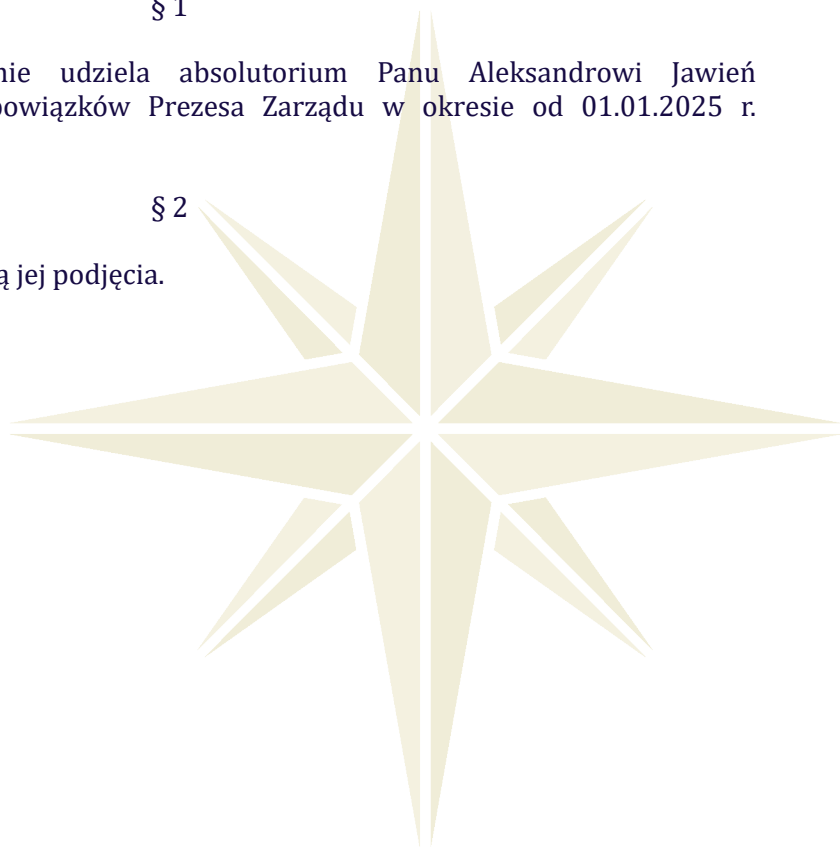 § 1
nie udziela absolutorium Panu Aleksandrowi Jawień
bowiązków Prezesa Zarządu w okresie od 01.01.2025 r.
§ 2
ą jej podjęcia.